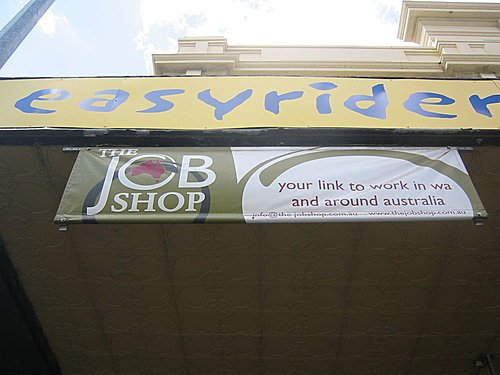 easyrider
THE
JOB
SHOP
your link to work in wa
and around australia
info@the.jobshop.com.au www.thejobshop.com.au